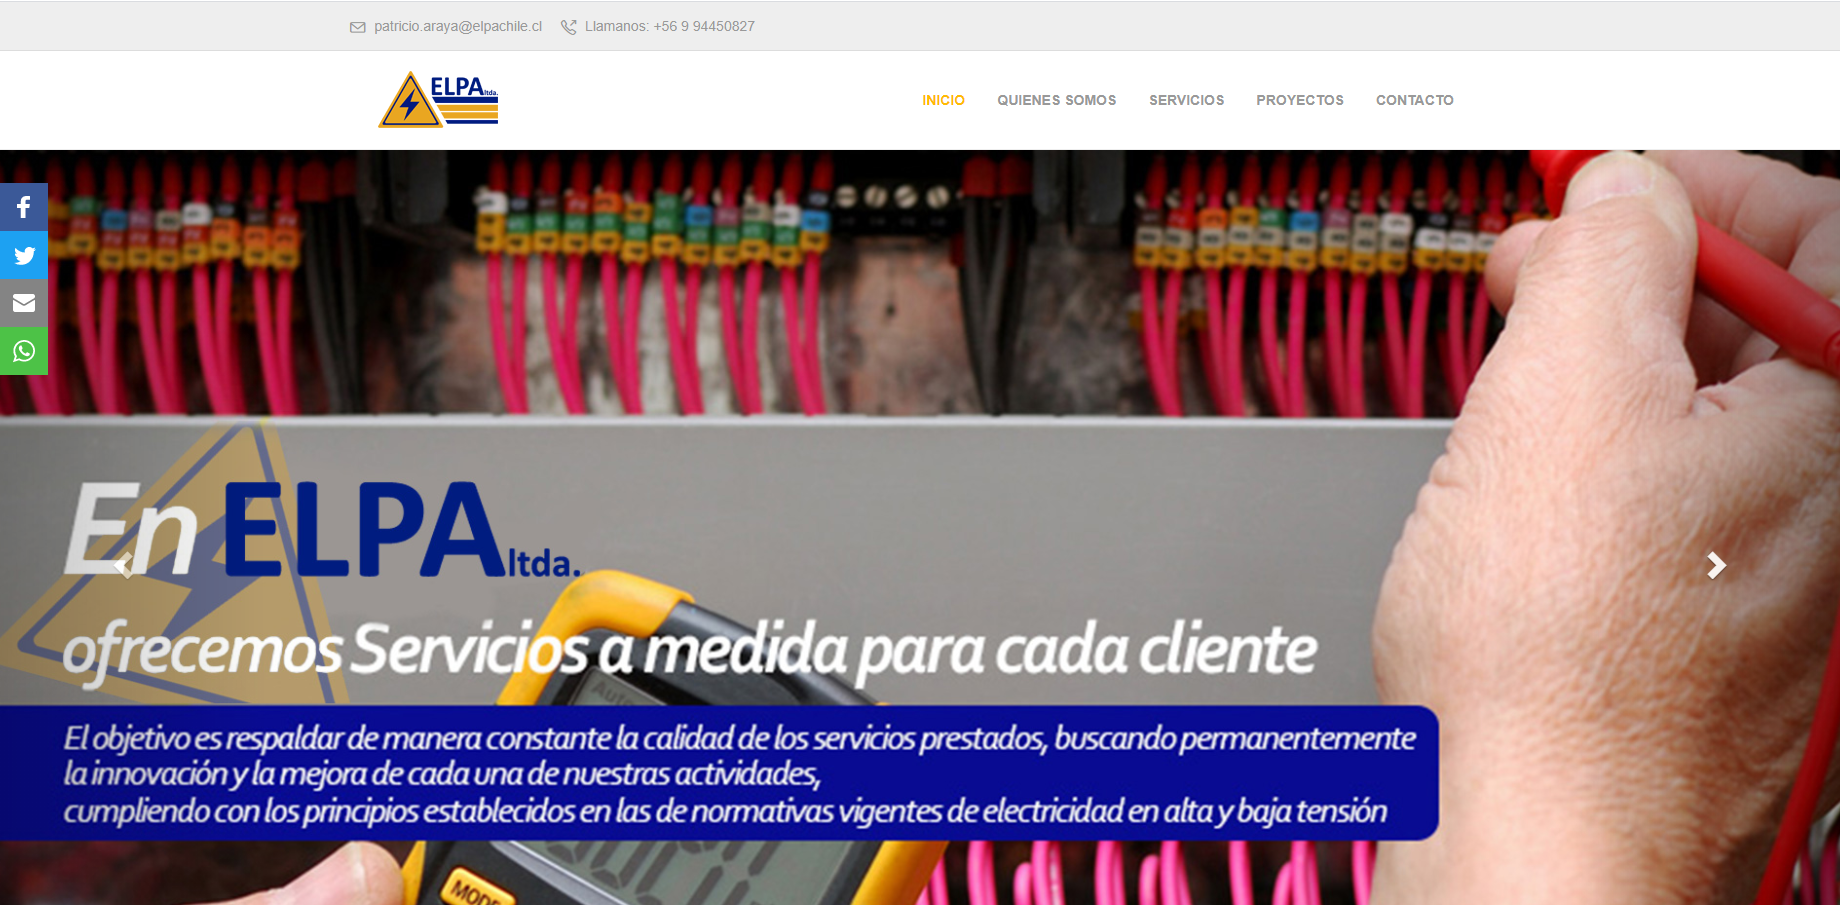 patricio.araya@elpachile.cl Llamanos: +56 9 94450827
ELPA ltda.
INICIO QUIENES SOMOS SERVICIOS PROYECTOS CONTACTO
En ELPA ltda.
ofrecemos Servicios a medida para cada cliente
Auto
El objetivo es respaldar de manera constante la calidad de los servicios prestados, buscando permanentemente
la innovación y la mejora de cada una de nuestras actividades,
cumpliendo con los principios establecidos en las de normativas vigentes de electricidad en alta y baja tensión
MODE